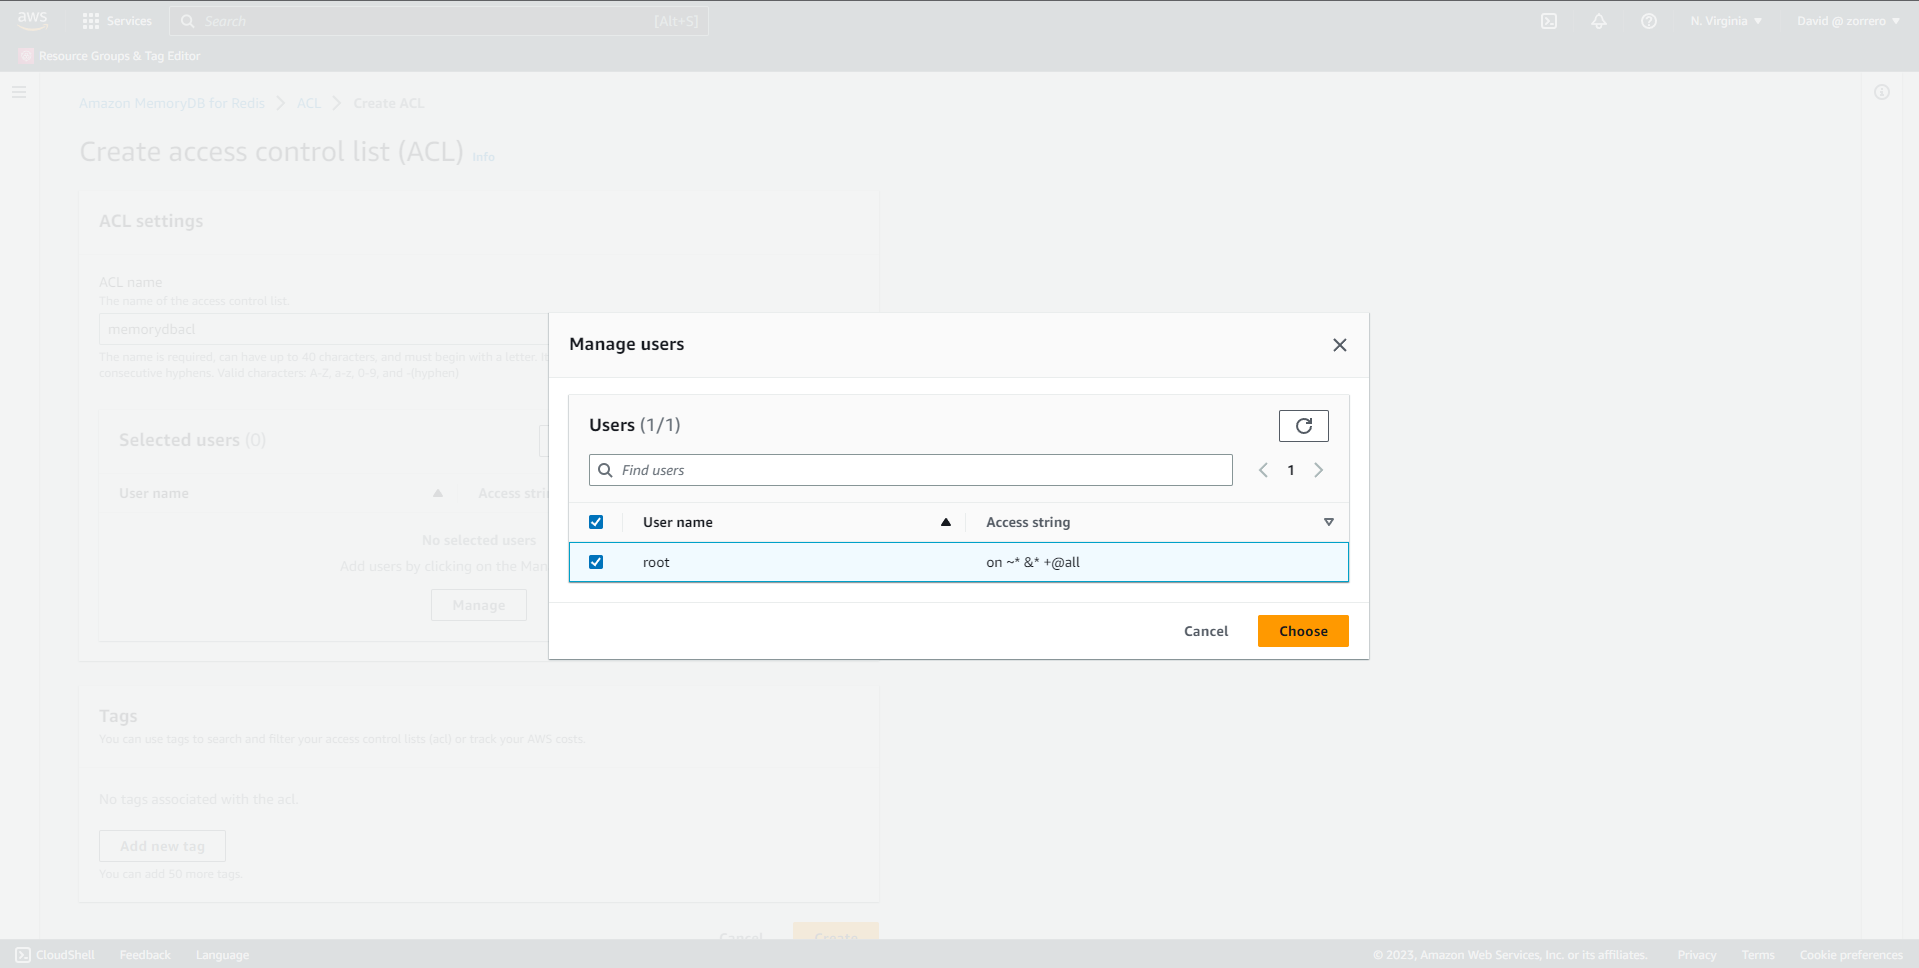 aws
Services
Search
[Alt+S]
N. Virginia
David @ zorrero
Resource Groups & Tag Editor
Amazon MemoryDB for Redis
ACL
Create ACL
Create access control list (ACL)
Info
ACL settings
ACL name
The name of the access control list
memorydbacl
The name is required, can have up to 40 characters, and must begin with a letter. It
consecutive hyphens. Valid characters: A-Z, a-z, 0-9, and -(hyphen)
Selected users (0)
User name
Access strin
No selected users
Add users by clicking on the Man
Manage
Manage users
Users (1/1)
Find users
1
User name
Access string
root
on ~* &* +@all
Cancel
Choose
Tags
You can use tags to search and filter your access control lists (acl) or track your AWS costs.
No tags associated with the acl.
Add new tag
You can add 50 more tags.
Cancel
Create
CloudShell
Feedback
Language
© 2023, Amazon Web Services, Inc. or its affiliates.
Privacy
Terms
Cookie preferences